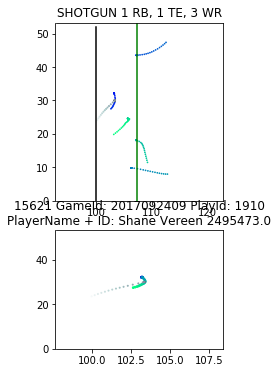 SHOTGUN 1 RB, 1 TE, 3 WR
50
40
30
20
10
0
100 110 120
15621 GameId: 2017092409 PlayId: 1910
PlayerName + ID: Shane Vereen 2495473.0
40
20
0
100.0 102.5 105.0 107.5